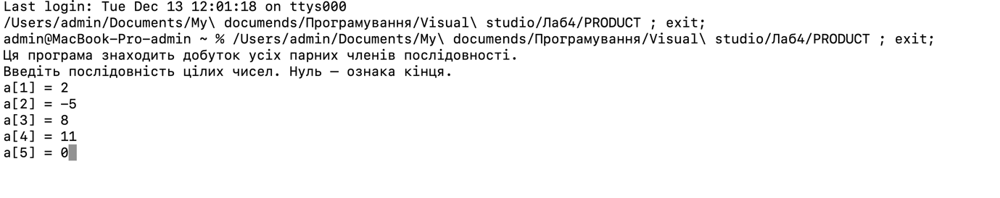 Last login: Tue Dec 13 12:01:18 on ttys000
/Users/admin/Documents/My\ documends/Програмування/Visual\ studio/Лаб4/PRODUCT ; exit;
admin@MacBook-Pro-admin ~ % /Users/admin/Documents/My\ documends/Програмування/Visual\ studio/Лаб4/PRODUCT ; exit;
Ця програма знаходить добуток усіх парних членів послідовності.
Введіть послідовність цілих чисел. Нуль – ознака кінця.
a[1] = 2
a[2] = -5
a[3] = 8
a[4] = 11
a[5] = 0